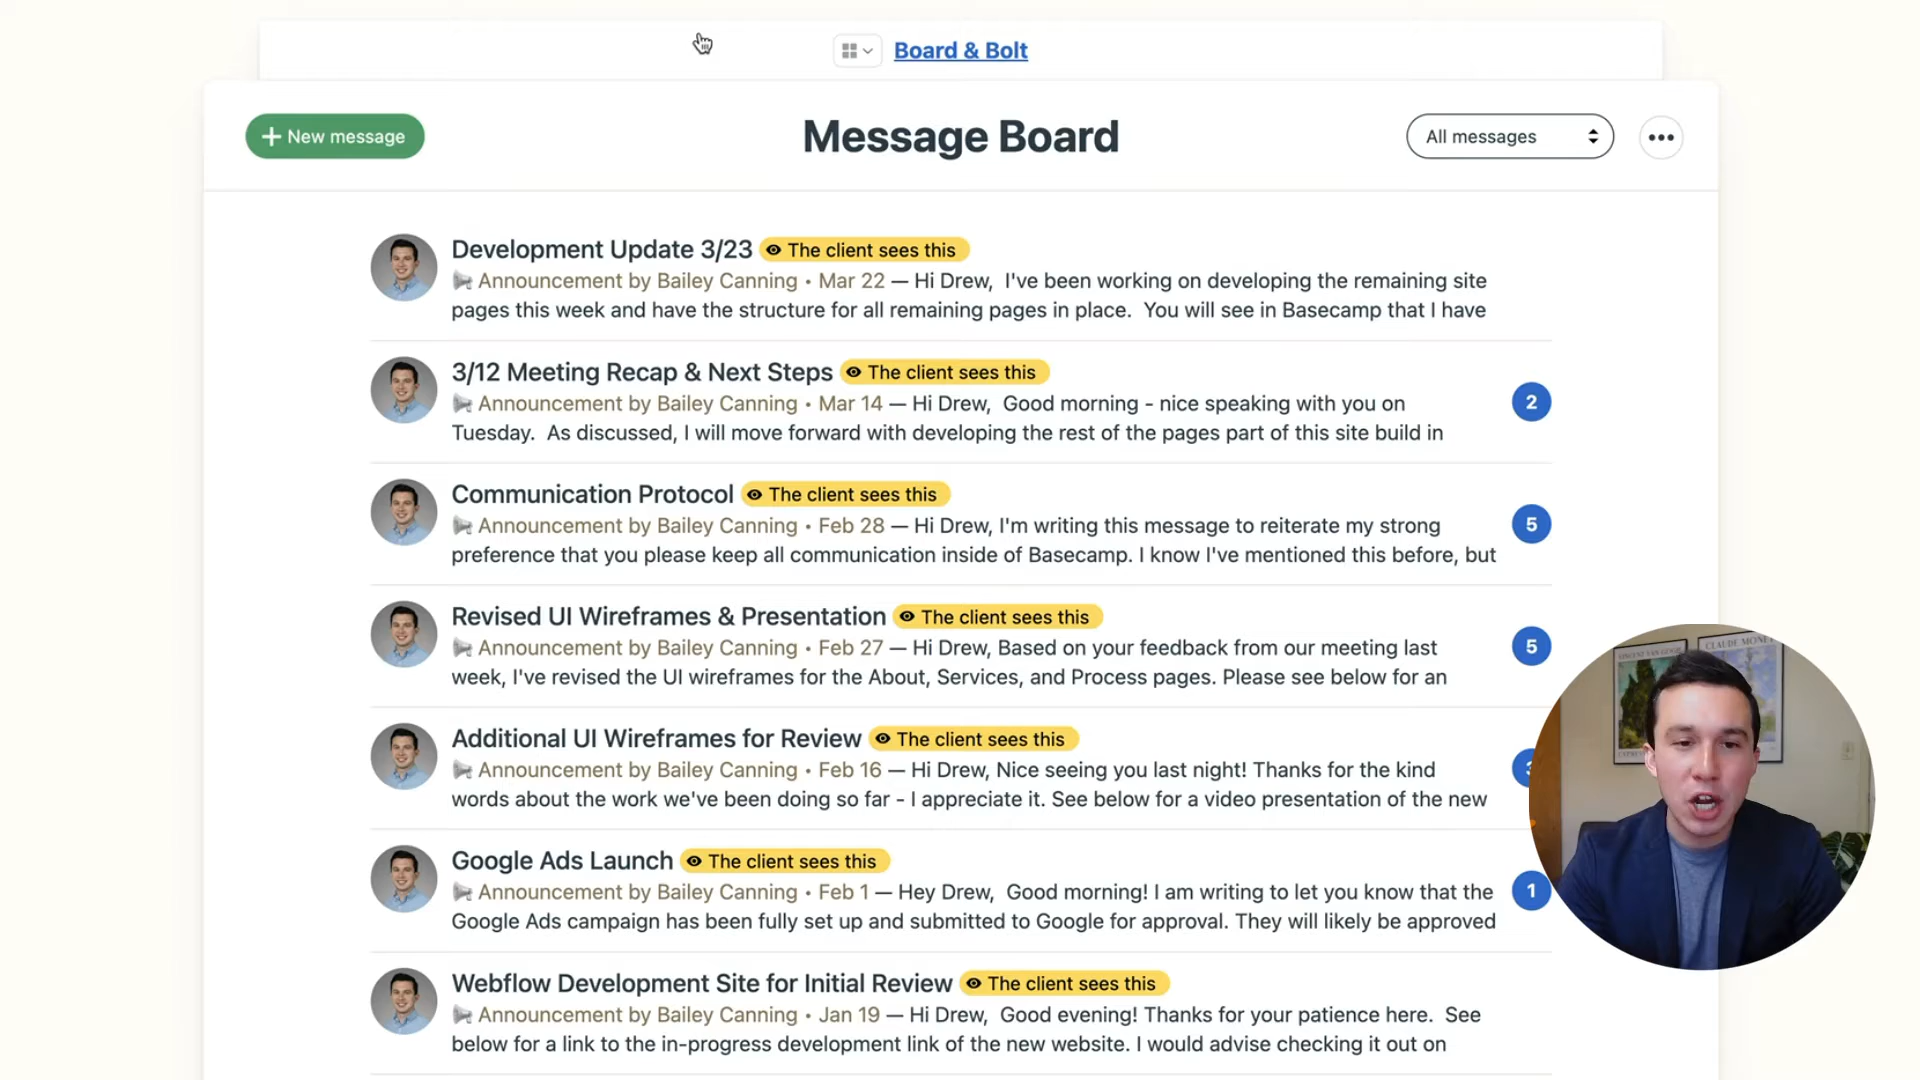 Board & Bolt
New message
Message Board
All messages
Development Update 3/23 The client sees this
Announcement by Bailey Canning • Mar 22 — Hi Drew, I've been working on developing the remaining site
pages this week and have the structure for all remaining pages in place. You will see in Basecamp that I have
3/12 Meeting Recap & Next Steps The client sees this
Announcement by Bailey Canning • Mar 14 — Hi Drew, Good morning - nice speaking with you on
Tuesday. As discussed, I will move forward with developing the rest of the pages part of this site build in
2
Communication Protocol The client sees this
Announcement by Bailey Canning • Feb 28 — Hi Drew, I'm writing this message to reiterate my strong
preference that you please keep all communication inside of Basecamp. I know I've mentioned this before, but
5
Revised UI Wireframes & Presentation The client sees this
Announcement by Bailey Canning • Feb 27 — Hi Drew, Based on your feedback from our meeting last
week, I've revised the UI wireframes for the About, Services, and Process pages. Please see below for an
5
Additional UI Wireframes for Review The client sees this
Announcement by Bailey Canning • Feb 16 — Hi Drew, Nice seeing you last night! Thanks for the kind
words about the work we've been doing so far - I appreciate it. See below for a video presentation of the new
Google Ads Launch The client sees this
Announcement by Bailey Canning • Feb 1 — Hey Drew, Good morning! I am writing to let you know that the
Google Ads campaign has been fully set up and submitted to Google for approval. They will likely be approved
1
Webflow Development Site for Initial Review The client sees this
Announcement by Bailey Canning • Jan 19 — Hi Drew, Good evening! Thanks for your patience here. See
below for a link to the in-progress development link of the new website. I would advise checking it out on
VINCENT VAN GOGH
CLAUDE MONET